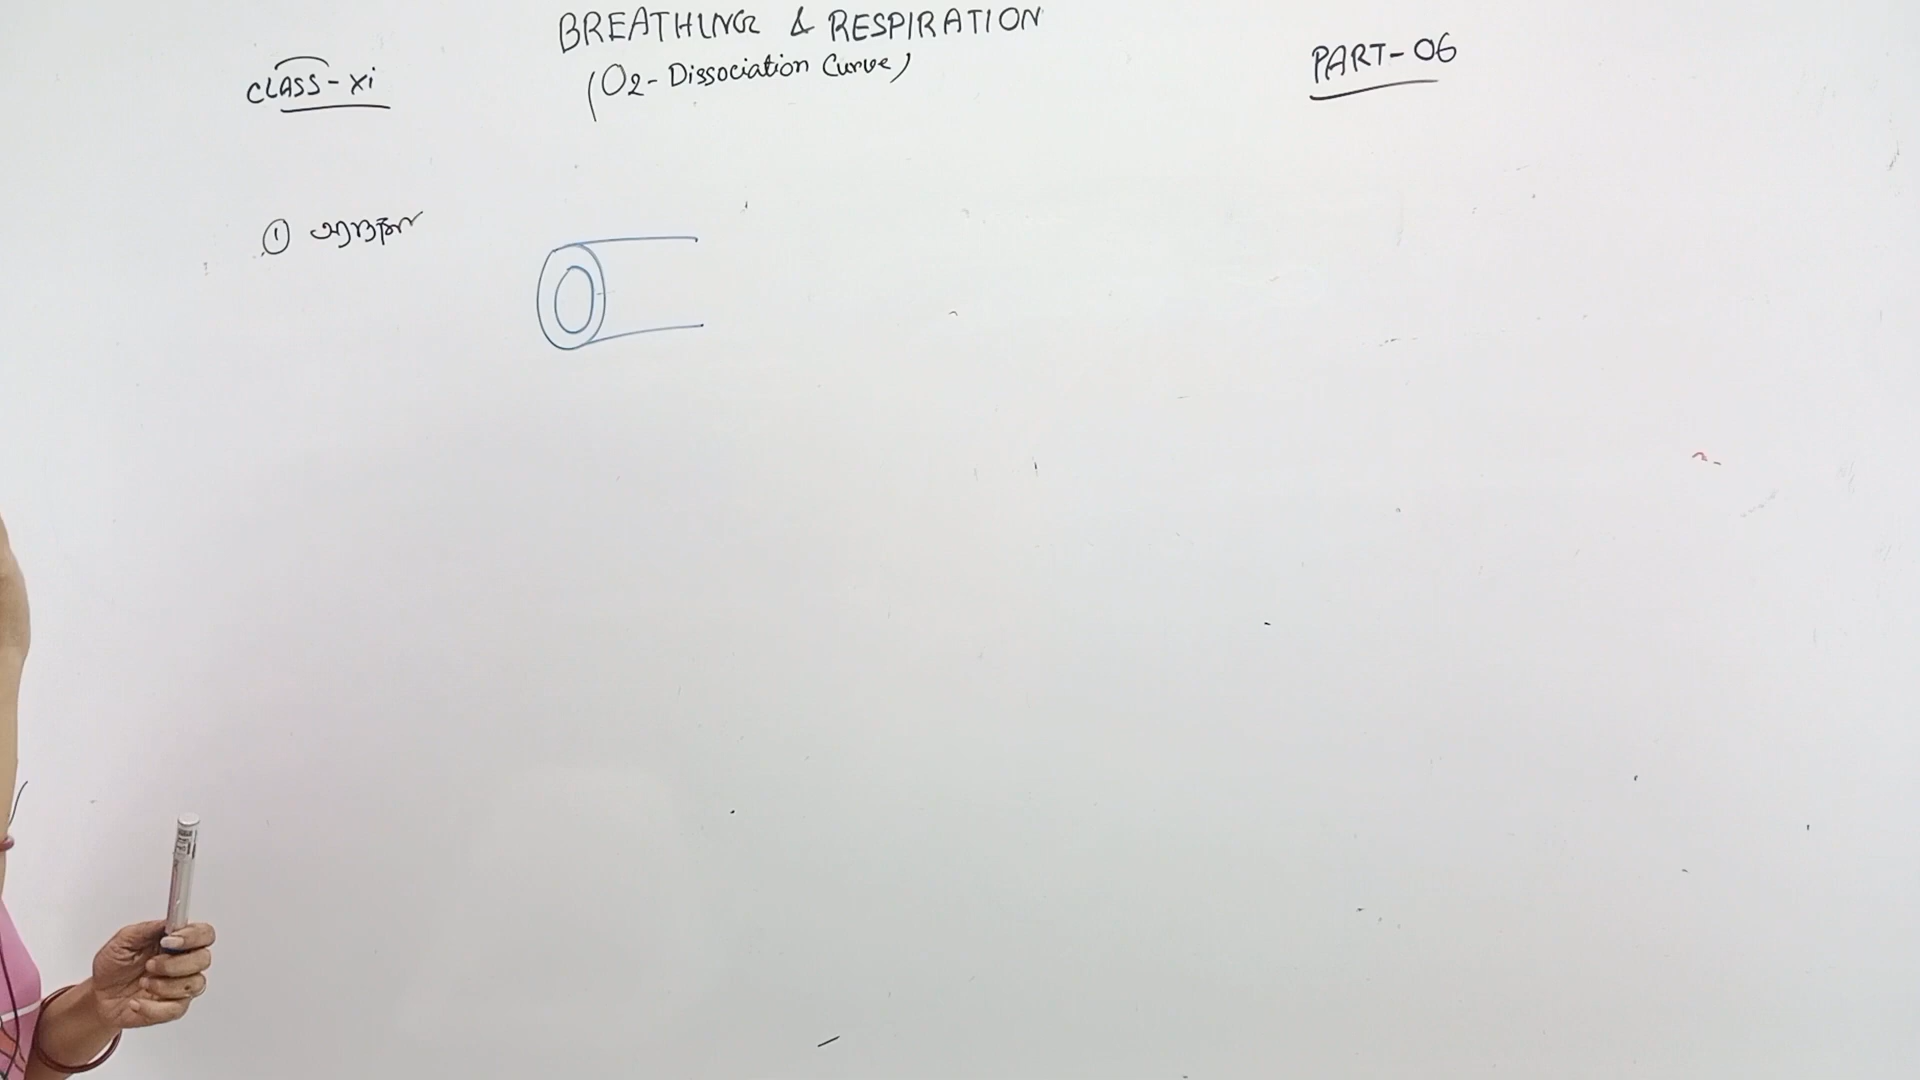 BREATHING & RESPIRATION
CLASS-XI
(O2-Dissociation Curve)
PART-06
①